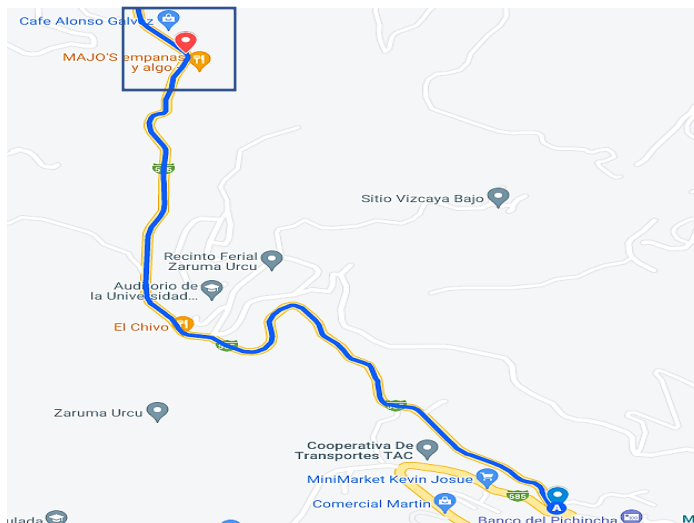 Cafe Alonso Galvez
MAJO'S empanas
y algo
Sitio Vizcaya Bajo
Recinto Ferial
Zaruma Urcu
Auditorio de
la Universidad...
El Chivo
585
Zaruma Urcu
585
Cooperativa De
Transportes TAC
MiniMarket Kevin Josue
585
Comercial Martin
A
Banco del Pichincha
M
ulada